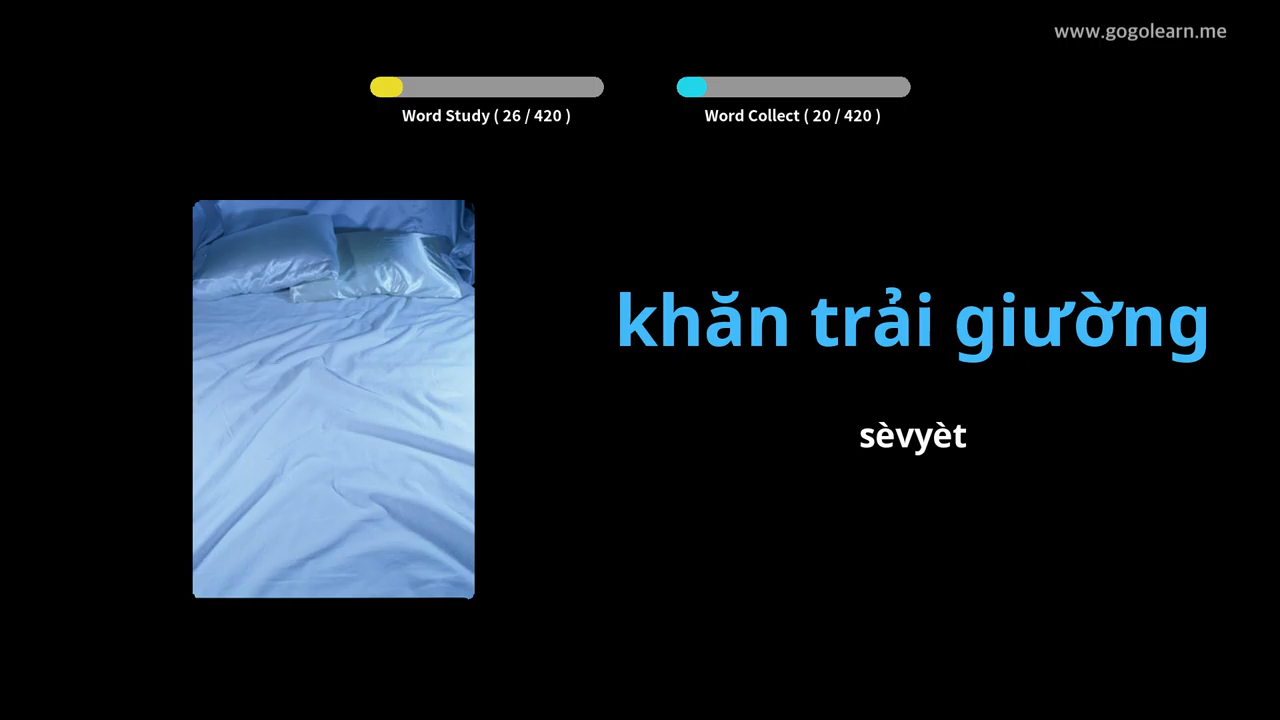 www.gogolearn.me
Word Study ( 26 / 420 )
Word Collect ( 20 / 420 )
khăn trải giường
sèvyèt